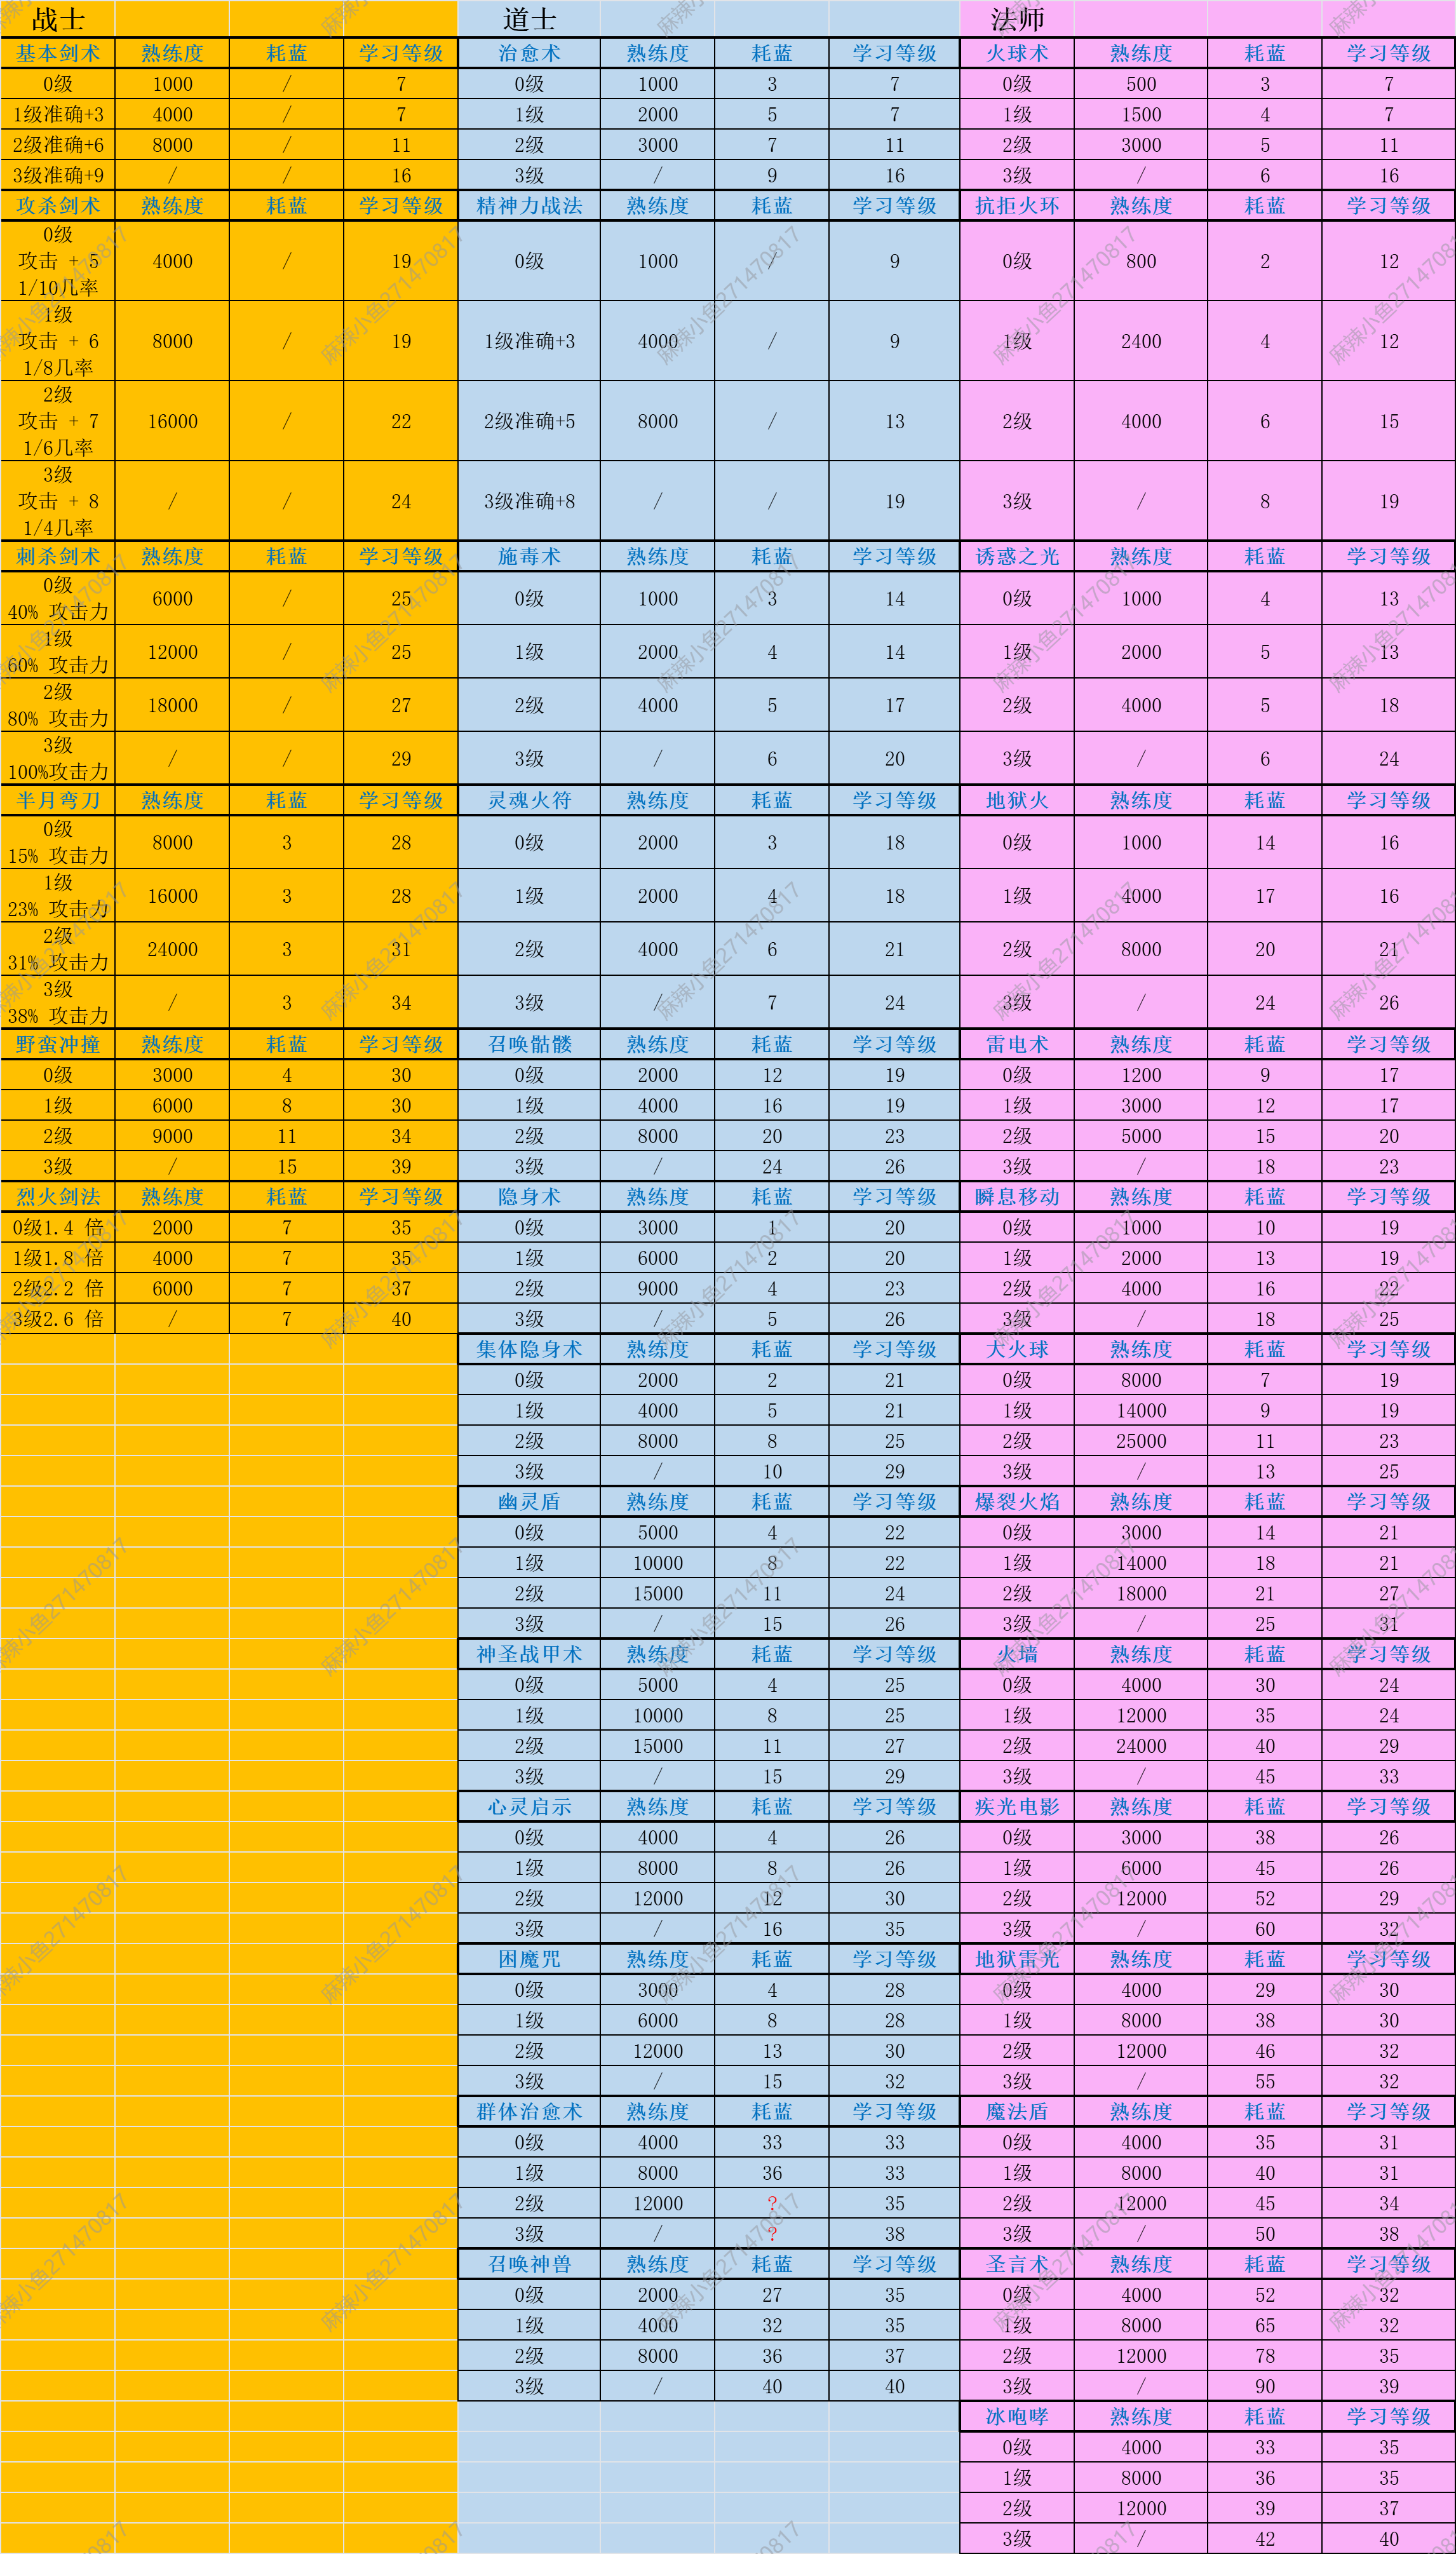 战士 道士 法师
基本剑术 熟练度 耗蓝 学习等级 治愈术 熟练度 耗蓝 学习等级 火球术 熟练度 耗蓝 学习等级
0级 1000 / 7 0级 1000 3 7 0级 500 3 7
1级准确+3 4000 / 7 1级 2000 5 7 1级 1500 4 7
2级准确+6 8000 / 11 2级 3000 7 11 2级 3000 5 11
3级准确+9 / / 16 3级 / 9 16 3级 / 6 16
攻杀剑术 熟练度 耗蓝 学习等级 精神力战法 熟练度 耗蓝 学习等级 抗拒火环 熟练度 耗蓝 学习等级
0级
攻击 + 5 4000 / 19 0级 1000 / 9 0级 800 2 12
1/10几率
1级
攻击 + 6 8000 / 19 1级准确+3 4000 / 9 1级 2400 4 12
1/8几率
2级
攻击 + 7 16000 / 22 2级准确+5 8000 / 13 2级 4000 6 15
1/6几率
3级
攻击 + 8 / / 24 3级准确+8 / / 19 3级 / 8 19
1/4几率
刺杀剑术 熟练度 耗蓝 学习等级 施毒术 熟练度 耗蓝 学习等级 诱惑之光 熟练度 耗蓝 学习等级
0级
40% 攻击力 6000 / 25 0级 1000 3 14 0级 1000 4 13
1级
60% 攻击力 12000 / 25 1级 2000 4 14 1级 2000 5 13
2级
80% 攻击力 18000 / 27 2级 4000 5 17 2级 4000 5 18
3级
100%攻击力 / / 29 3级 / 6 20 3级 / 6 24
半月弯刀 熟练度 耗蓝 学习等级 灵魂火符 熟练度 耗蓝 学习等级 地狱火 熟练度 耗蓝 学习等级
0级
15% 攻击力 8000 3 28 0级 2000 3 18 0级 1000 14 16
1级
23% 攻击力 16000 3 28 1级 2000 4 18 1级 4000 17 16
2级
31% 攻击力 24000 3 31 2级 4000 6 21 2级 8000 20 21
3级
38% 攻击力 / 3 34 3级 / 7 24 3级 / 24 26
野蛮冲撞 熟练度 耗蓝 学习等级 召唤骷髅 熟练度 耗蓝 学习等级 雷电术 熟练度 耗蓝 学习等级
0级 3000 4 30 0级 2000 12 19 0级 1200 9 17
1级 6000 8 30 1级 4000 16 19 1级 3000 12 17
2级 9000 11 34 2级 8000 20 23 2级 5000 15 20
3级 / 15 39 3级 / 24 26 3级 / 18 23
烈火剑法 熟练度 耗蓝 学习等级 隐身术 熟练度 耗蓝 学习等级 瞬息移动 熟练度 耗蓝 学习等级
0级1.4 倍 2000 7 35 0级 3000 1 20 0级 1000 10 19
1级1.8 倍 4000 7 35 1级 6000 2 20 1级 2000 13 19
2级2.2 倍 6000 7 37 2级 9000 4 23 2级 4000 16 22
3级2.6 倍 / 7 40 3级 / 5 26 3级 / 18 25
集体隐身术 熟练度 耗蓝 学习等级 大火球 熟练度 耗蓝 学习等级
0级 2000 2 21 0级 8000 7 19
1级 4000 5 21 1级 14000 9 19
2级 8000 8 25 2级 25000 11 23
3级 / 10 29 3级 / 13 25
幽灵盾 熟练度 耗蓝 学习等级 爆裂火焰 熟练度 耗蓝 学习等级
0级 5000 4 22 0级 3000 14 21
1级 10000 8 22 1级 14000 18 21
2级 15000 11 24 2级 18000 21 27
3级 / 15 26 3级 / 25 31
神圣战甲术 熟练度 耗蓝 学习等级 火墙 熟练度 耗蓝 学习等级
0级 5000 4 25 0级 4000 30 24
1级 10000 8 25 1级 12000 35 24
2级 15000 11 27 2级 24000 40 29
3级 / 15 29 3级 / 45 33
心灵启示 熟练度 耗蓝 学习等级 疾光电影 熟练度 耗蓝 学习等级
0级 4000 4 26 0级 3000 38 26
1级 8000 8 26 1级 6000 45 26
2级 12000 12 30 2级 12000 52 29
3级 / 16 35 3级 / 60 32
困魔咒 熟练度 耗蓝 学习等级 地狱雷光 熟练度 耗蓝 学习等级
0级 3000 4 28 0级 4000 29 30
1级 6000 8 28 1级 8000 38 30
2级 12000 13 30 2级 12000 46 32
3级 / 15 32 3级 / 55 32
群体治愈术 熟练度 耗蓝 学习等级 魔法盾 熟练度 耗蓝 学习等级
0级 4000 33 33 0级 4000 35 31
1级 8000 36 33 1级 8000 40 31
2级 12000 ? 35 2级 12000 45 34
3级 / ? 38 3级 / 50 38
召唤神兽 熟练度 耗蓝 学习等级 圣言术 熟练度 耗蓝 学习等级
0级 2000 27 35 0级 4000 52 32
1级 4000 32 35 1级 8000 65 32
2级 8000 36 37 2级 12000 78 35
3级 / 40 40 3级 / 90 39
冰咆哮 熟练度 耗蓝 学习等级
0级 4000 33 35
1级 8000 36 35
2级 12000 39 37
3级 / 42 40
麻辣小鱼271470817